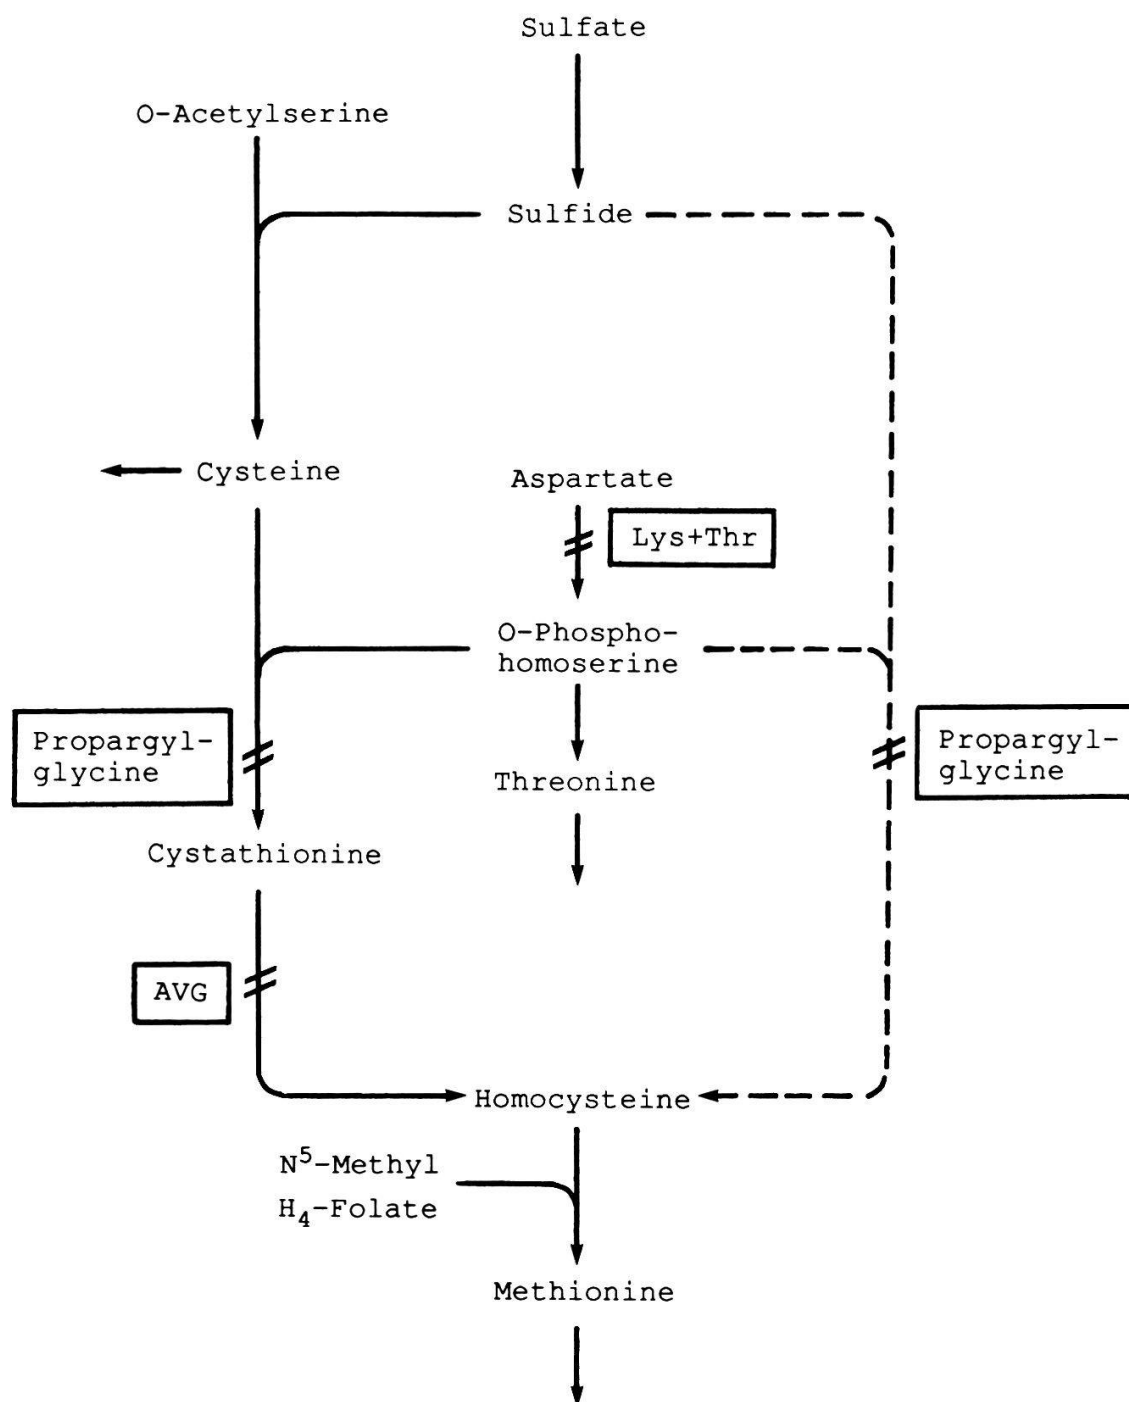 Sulfate
O-Acetylserine
Sulfide
Cysteine
Aspartate
Lys+Thr
O-Phospho-
homoserine
Propargyl-
glycine
Propargyl-
glycine
Threonine
Cystathionine
AVG
Homocysteine
N⁵-Methyl
H₄-Folate
Methionine